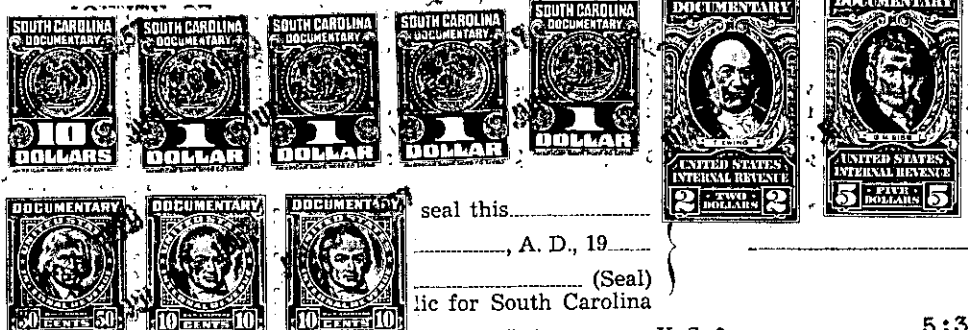 SOUTH CAROLINA SOUTH CAROLINA SOUTH CAROLINA SOUTH CAROLINA SOUTH CAROLINA DOCUMENTARY DOCUMENTARY
DOCUMENTARY DOCUMENTARY DOCUMENTARY DOCUMENTARY DOCUMENTARY
10 1 1 1 1
DOLLARS DOLLAR DOLLAR DOLLAR DOLLAR
T. EWING G M BIBB
UNITED STATES UNITED STATES
INTERNAL REVENUE INTERNAL REVENUE
2 TWO DOLLARS 2 5 FIVE DOLLARS 5
DOCUMENTARY DOCUMENTARY DOCUMENTARY
seal this
, A. D., 19
(Seal)
lic for South Carolina
50 CENTS 50 10 CENTS 10 10 CENTS 10
5:3